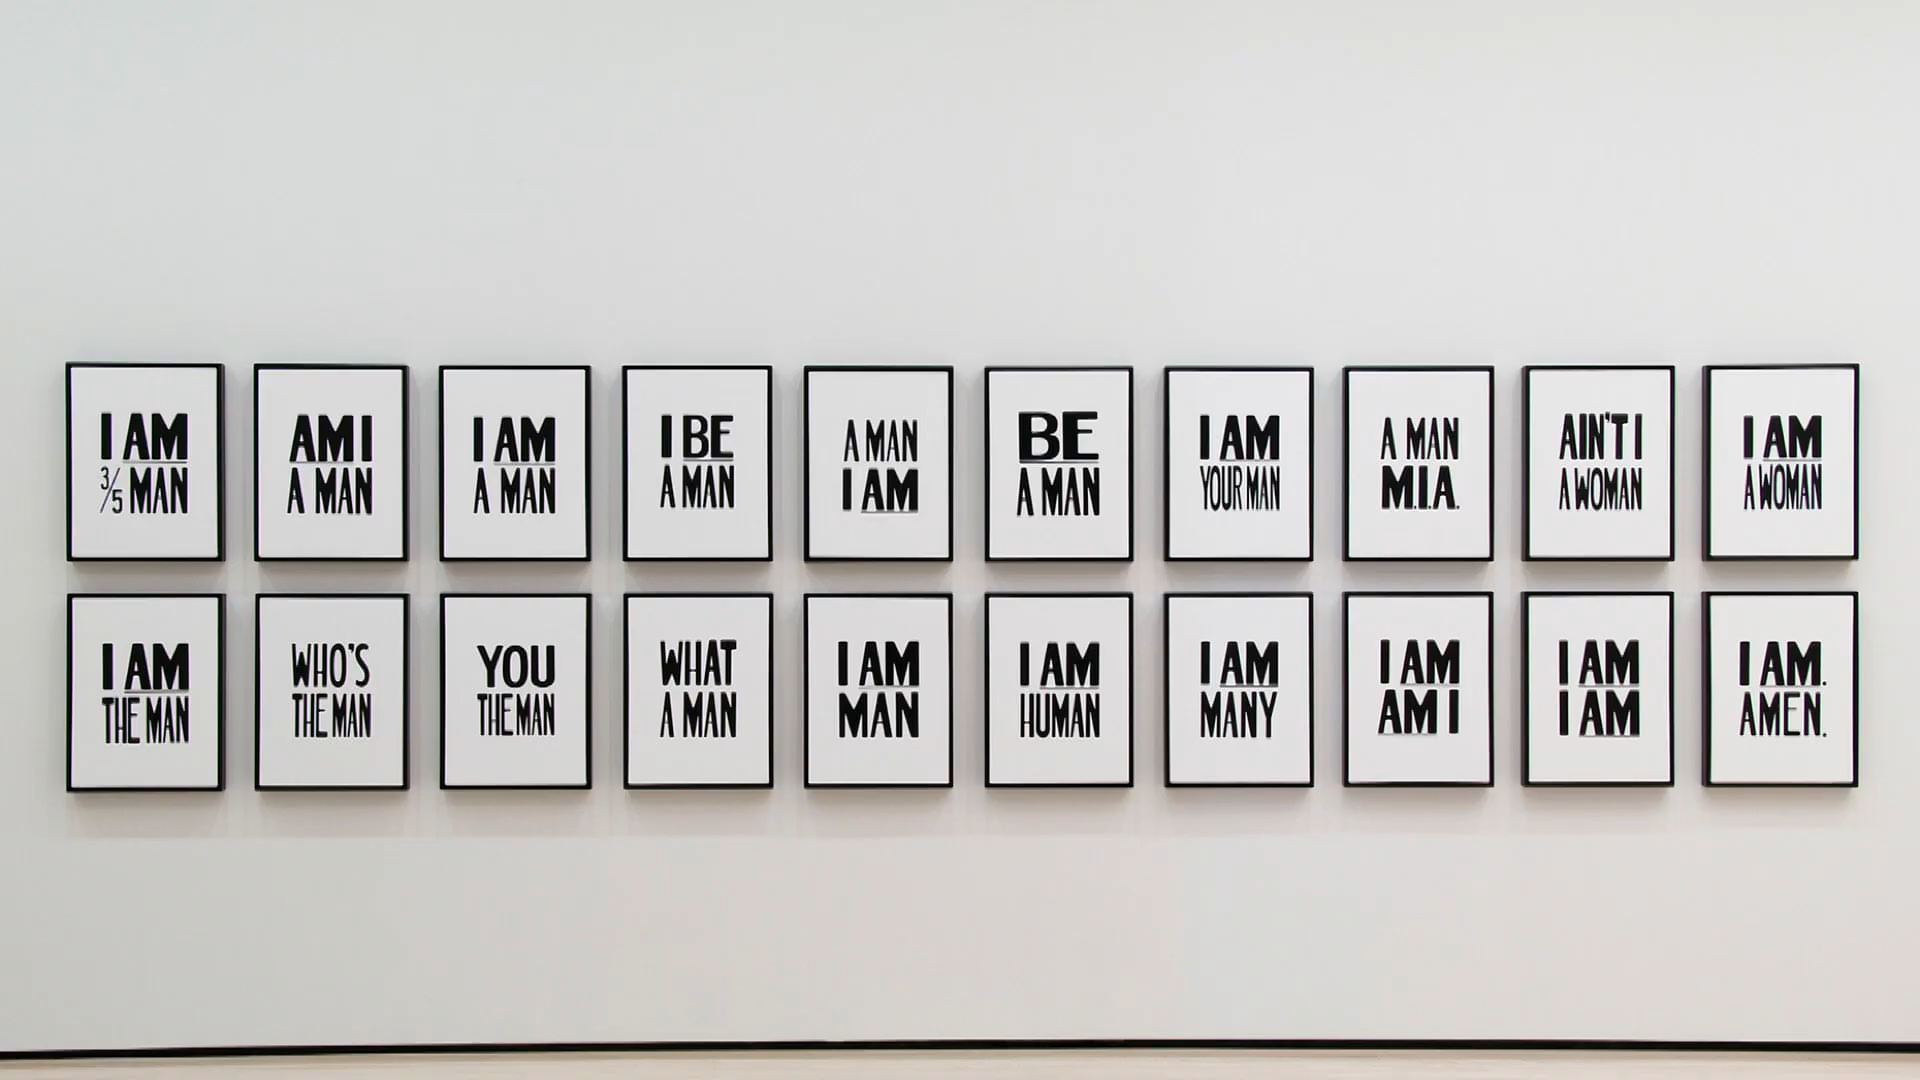 I AM
3/5 MAN
AM I
A MAN
I AM
A MAN
I BE
A MAN
A MAN
I AM
BE
A MAN
I AM
YOUR MAN
A MAN
M.I.A.
AIN'T I
A WOMAN
I AM
A WOMAN
I AM
THE MAN
WHO'S
THE MAN
YOU
THE MAN
WHAT
A MAN
I AM
MAN
I AM
HUMAN
I AM
MANY
I AM
AM I
I AM
I AM
I AM.
AMEN.